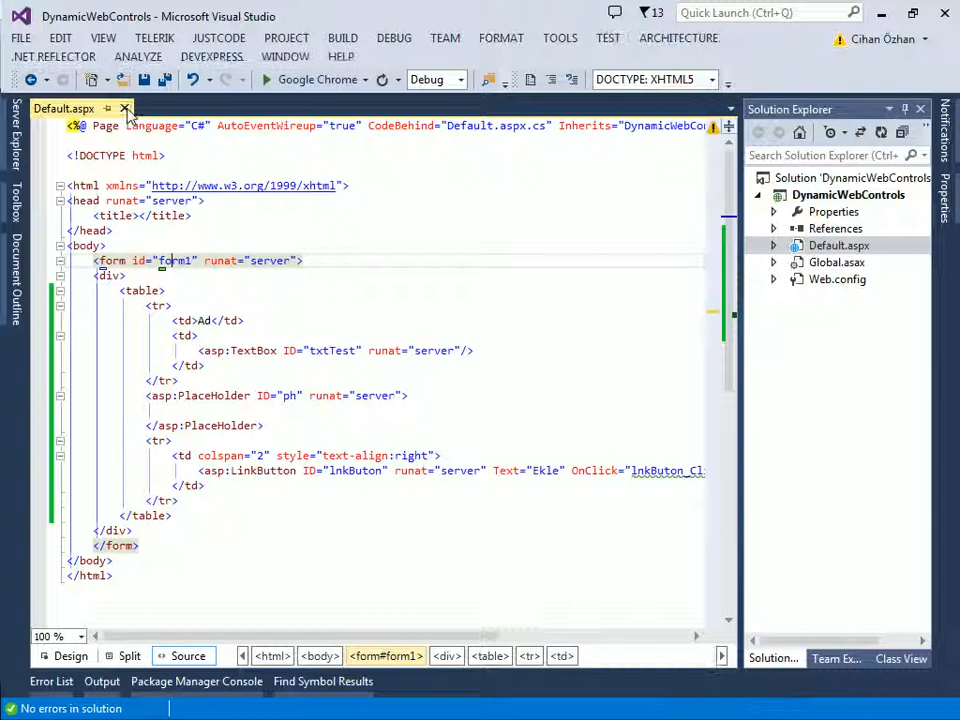 DynamicWebControls - Microsoft Visual Studio
13
Quick Launch (Ctrl+Q)
FILE EDIT VIEW TELERIK JUSTCODE PROJECT BUILD DEBUG TEAM FORMAT TOOLS TEST ARCHITECTURE
Cihan Özhan
.NET REFLECTOR ANALYZE DEVEXPRESS WINDOW HELP
Google Chrome
Debug
DOCTYPE: XHTML5
Server Explorer
Toolbox
Document Outline
Default.aspx
<%@ Page Language="C#" AutoEventWireup="true" CodeBehind="Default.aspx.cs" Inherits="DynamicWebCon
<!DOCTYPE html>
<html xmlns="http://www.w3.org/1999/xhtml">
<head runat="server">
<title></title>
</head>
<body>
<form id="form1" runat="server">
<div>
<table>
<tr>
<td>Ad</td>
<td>
<asp:TextBox ID="txtTest" runat="server"/>
</td>
</tr>
<asp:PlaceHolder ID="ph" runat="server">
</asp:PlaceHolder>
<tr>
<td colspan="2" style="text-align:right">
<asp:LinkButton ID="lnkButon" runat="server" Text="Ekle" OnClick="lnkButon_Cli
</td>
</tr>
</table>
</div>
</form>
</body>
</html>
100 %
Design Split Source
<html> <body> <form#form1> <div> <table> <tr> <td>
Solution Explorer
Search Solution Explorer (Ctrl+
Solution 'DynamicWebControls
DynamicWebControls
Properties
References
Default.aspx
Global.asax
Web.config
Solution... Team Ex... Class View
Notifications
Properties
Error List Output Package Manager Console Find Symbol Results
No errors in solution